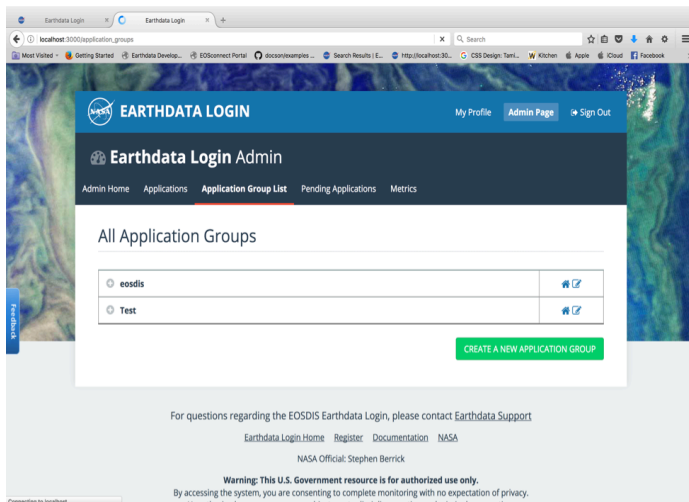 Earthdata Login × Earthdata Login × +
localhost:3000/application_groups × Search
Most Visited Getting Started Earthdata Develop... EOSconnect Portal docson/examples ... Search Results | E... http://localhost:30... CSS Design: Tami... Kitchen Apple iCloud Facebook
NASA EARTHDATA LOGIN My Profile Admin Page Sign Out
Earthdata Login Admin
Admin Home Applications Application Group List Pending Applications Metrics
All Application Groups
eosdis
Test
Feedback
CREATE A NEW APPLICATION GROUP
For questions regarding the EOSDIS Earthdata Login, please contact Earthdata Support
Earthdata Login Home Register Documentation NASA
NASA Official: Stephen Berrick
Warning: This U.S. Government resource is for authorized use only.
By accessing the system, you are consenting to complete monitoring with no expectation of privacy.